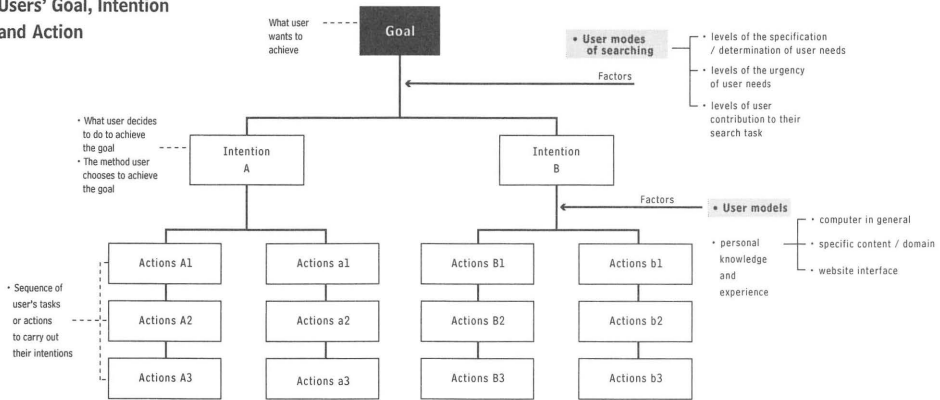 Users' Goal, Intention
and Action
What user
wants to
achieve
Goal
• User modes
of searching
• levels of the specification
/ determination of user needs
• levels of the urgency
of user needs
• levels of user
contribution to their
search task
Factors
• What user decides
to do to achieve
the goal
• The method user
chooses to achieve
the goal
Intention
A
Intention
B
Factors
• User models
• personal
knowledge
and
experience
• computer in general
• specific content / domain
• website interface
• Sequence of
user's tasks
or actions
to carry out
their intentions
Actions A1
Actions a1
Actions B1
Actions b1
Actions A2
Actions a2
Actions B2
Actions b2
Actions A3
Actions a3
Actions B3
Actions b3